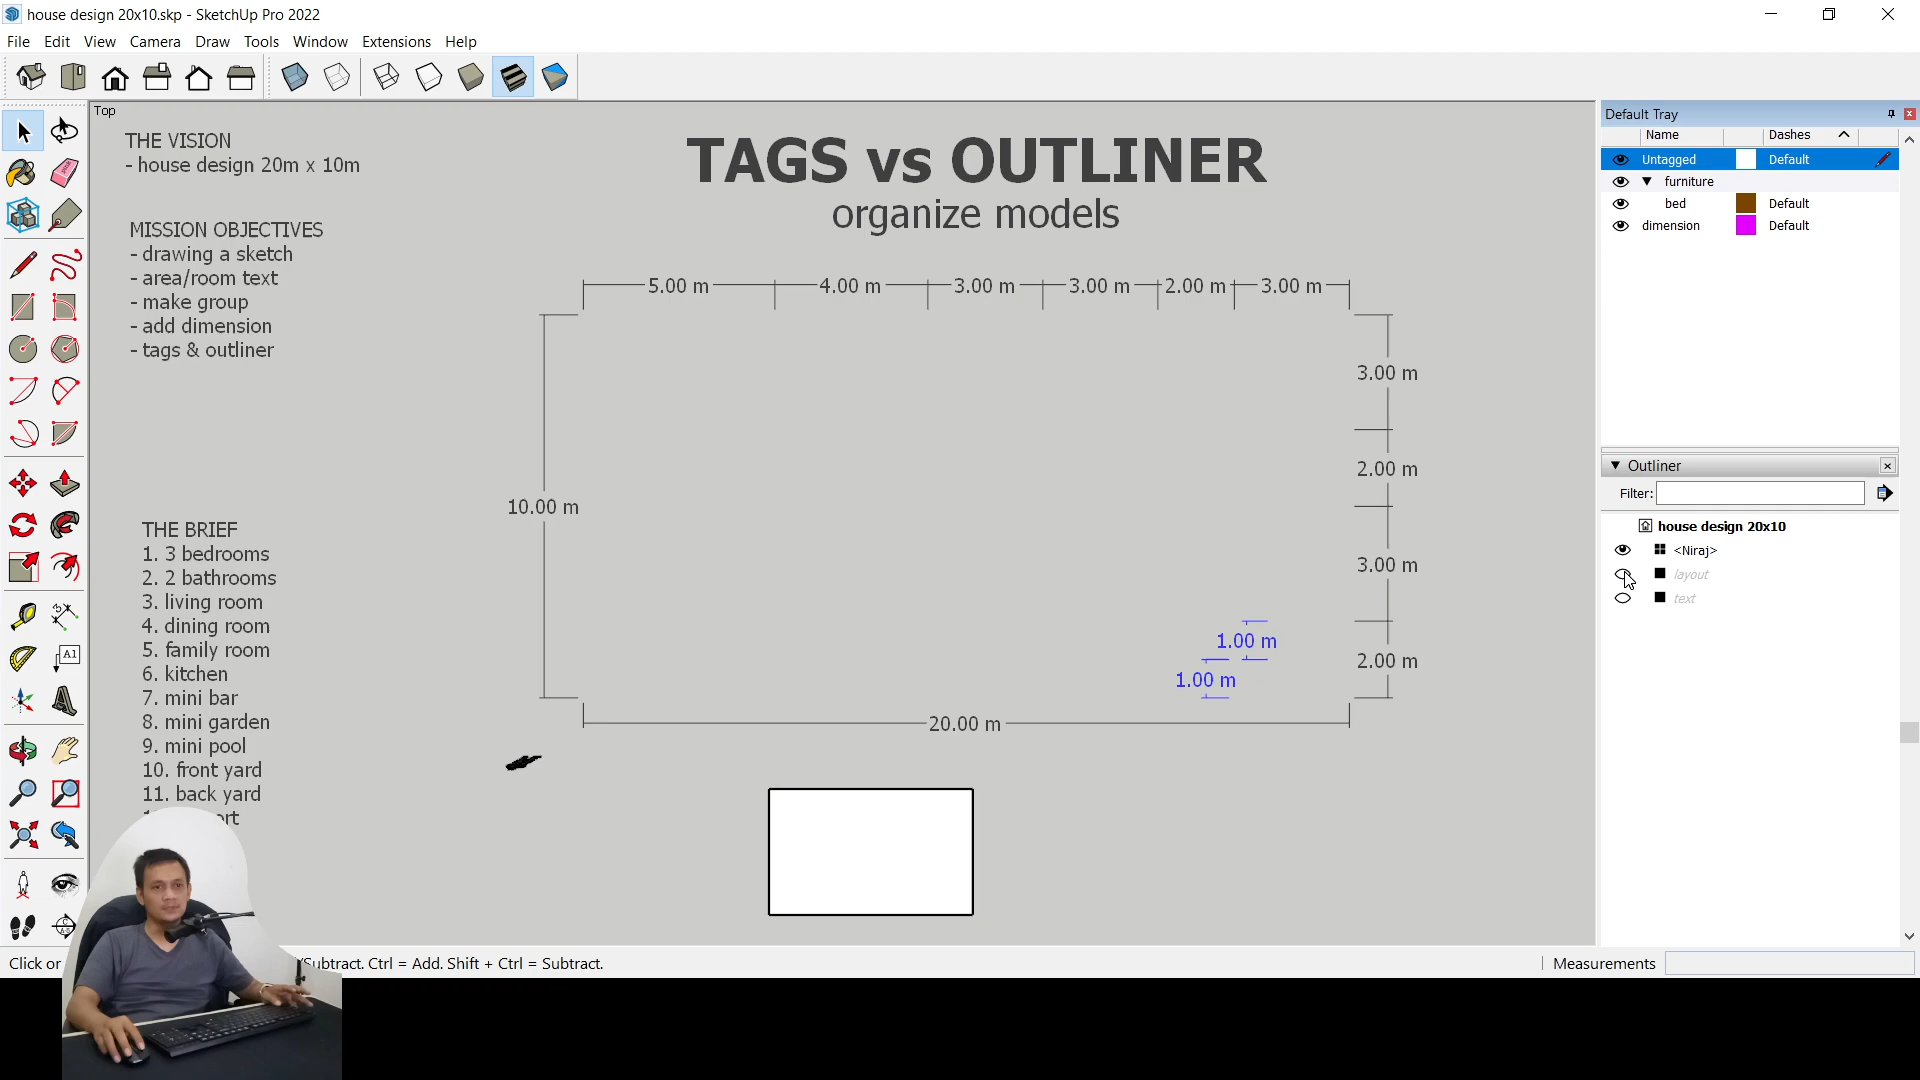 house design 20x10.skp - SketchUp Pro 2022
File Edit View Camera Draw Tools Window Extensions Help
Top
THE VISION
- house design 20m x 10m
MISSION OBJECTIVES
- drawing a sketch
- area/room text
- make group
- add dimension
- tags & outliner
THE BRIEF
1. 3 bedrooms
2. 2 bathrooms
3. living room
4. dining room
5. family room
6. kitchen
7. mini bar
8. mini garden
9. mini pool
10. front yard
11. back yard
TAGS vs OUTLINER
organize models
5.00 m 4.00 m 3.00 m 3.00 m 2.00 m 3.00 m
3.00 m
2.00 m
10.00 m
3.00 m
1.00 m
2.00 m
1.00 m
20.00 m
A1
Default Tray
Name Dashes
Untagged Default
furniture
bed Default
dimension Default
Outliner
Filter:
house design 20x10
<Niraj>
layout
text
Click or /Subtract. Ctrl = Add. Shift + Ctrl = Subtract.
Measurements